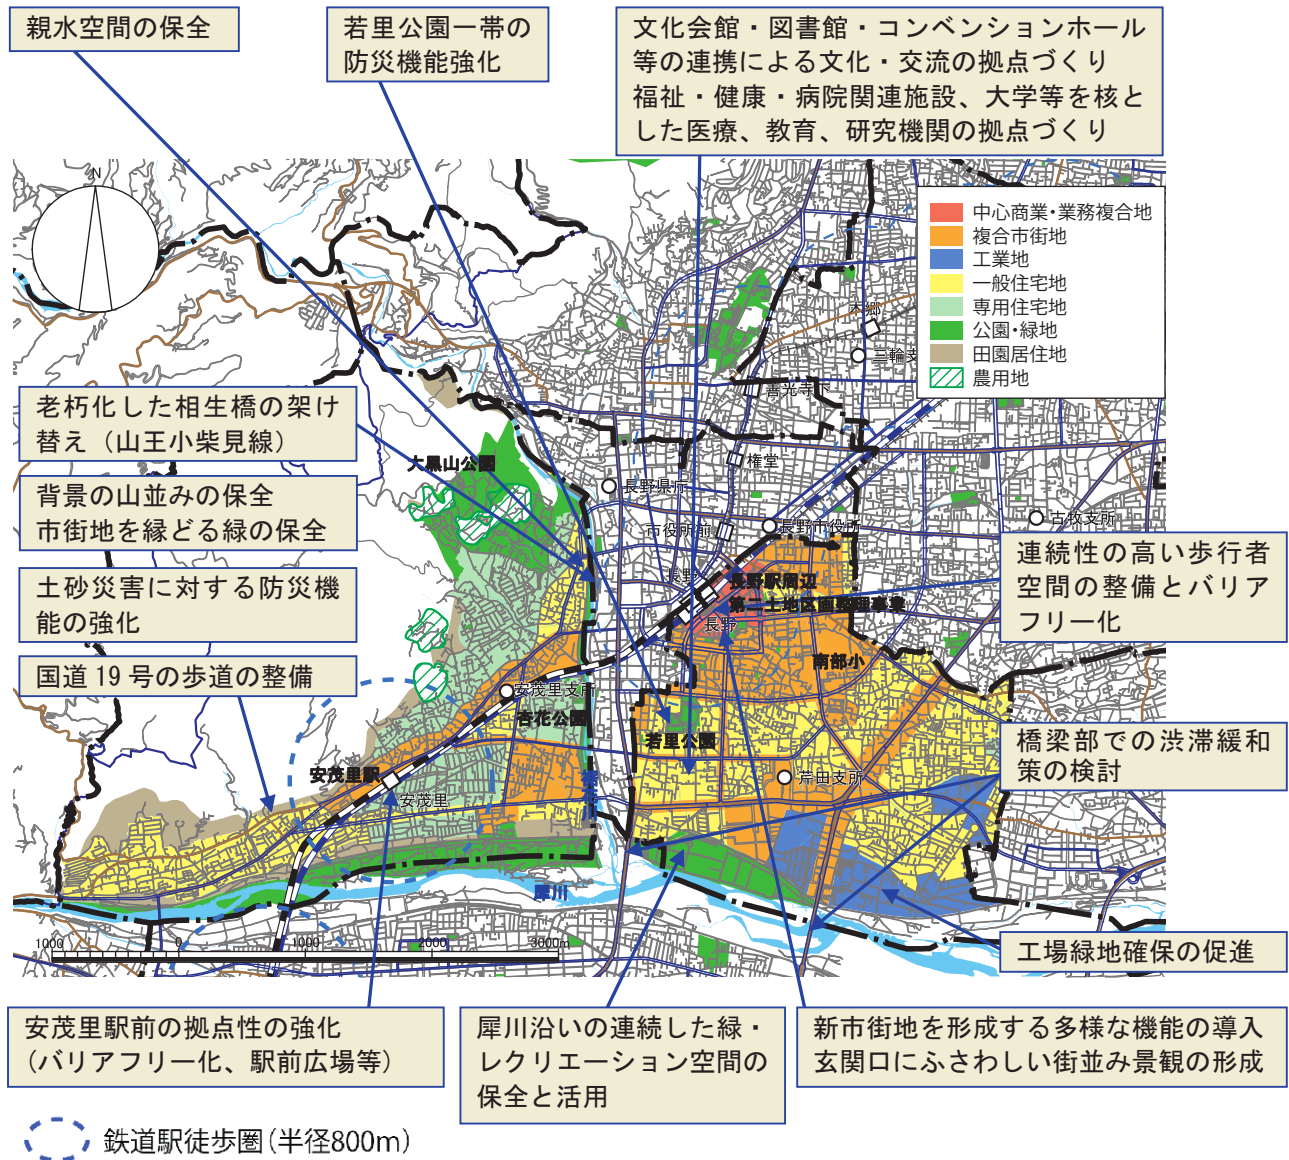 親水空間の保全
若里公園一帯の
防災機能強化
文化会館・図書館・コンベンションホール
等の連携による文化・交流の拠点づくり
福祉・健康・病院関連施設、大学等を核と
した医療、教育、研究機関の拠点づくり
N
中心商業・業務複合地
複合市街地
工業地
一般住宅地
専用住宅地
公園・緑地
田園居住地
農用地
本郷
三輪支
善光寺下
権堂
長野県庁
市役所前
長野市役所
古牧支所
老朽化した相生橋の架け
替え（山王小柴見線）
大黒山公園
背景の山並みの保全
市街地を縁どる緑の保全
土砂災害に対する防災機
能の強化
国道 19 号の歩道の整備
連続性の高い歩行者
空間の整備とバリア
フリー化
長野
長野駅周辺
第二土地区画整理事業
長野
南部小
安茂里支所
杏花公園
若里公園
橋梁部での渋滞緩和
策の検討
安茂里駅
安茂里
芹田支所
犀川
工場緑地確保の促進
1000
0
1000
2000
3000m
安茂里駅前の拠点性の強化
（バリアフリー化、駅前広場等）
犀川沿いの連続した緑・
レクリエーション空間の
保全と活用
新市街地を形成する多様な機能の導入
玄関口にふさわしい街並み景観の形成
鉄道駅徒歩圏（半径800m）